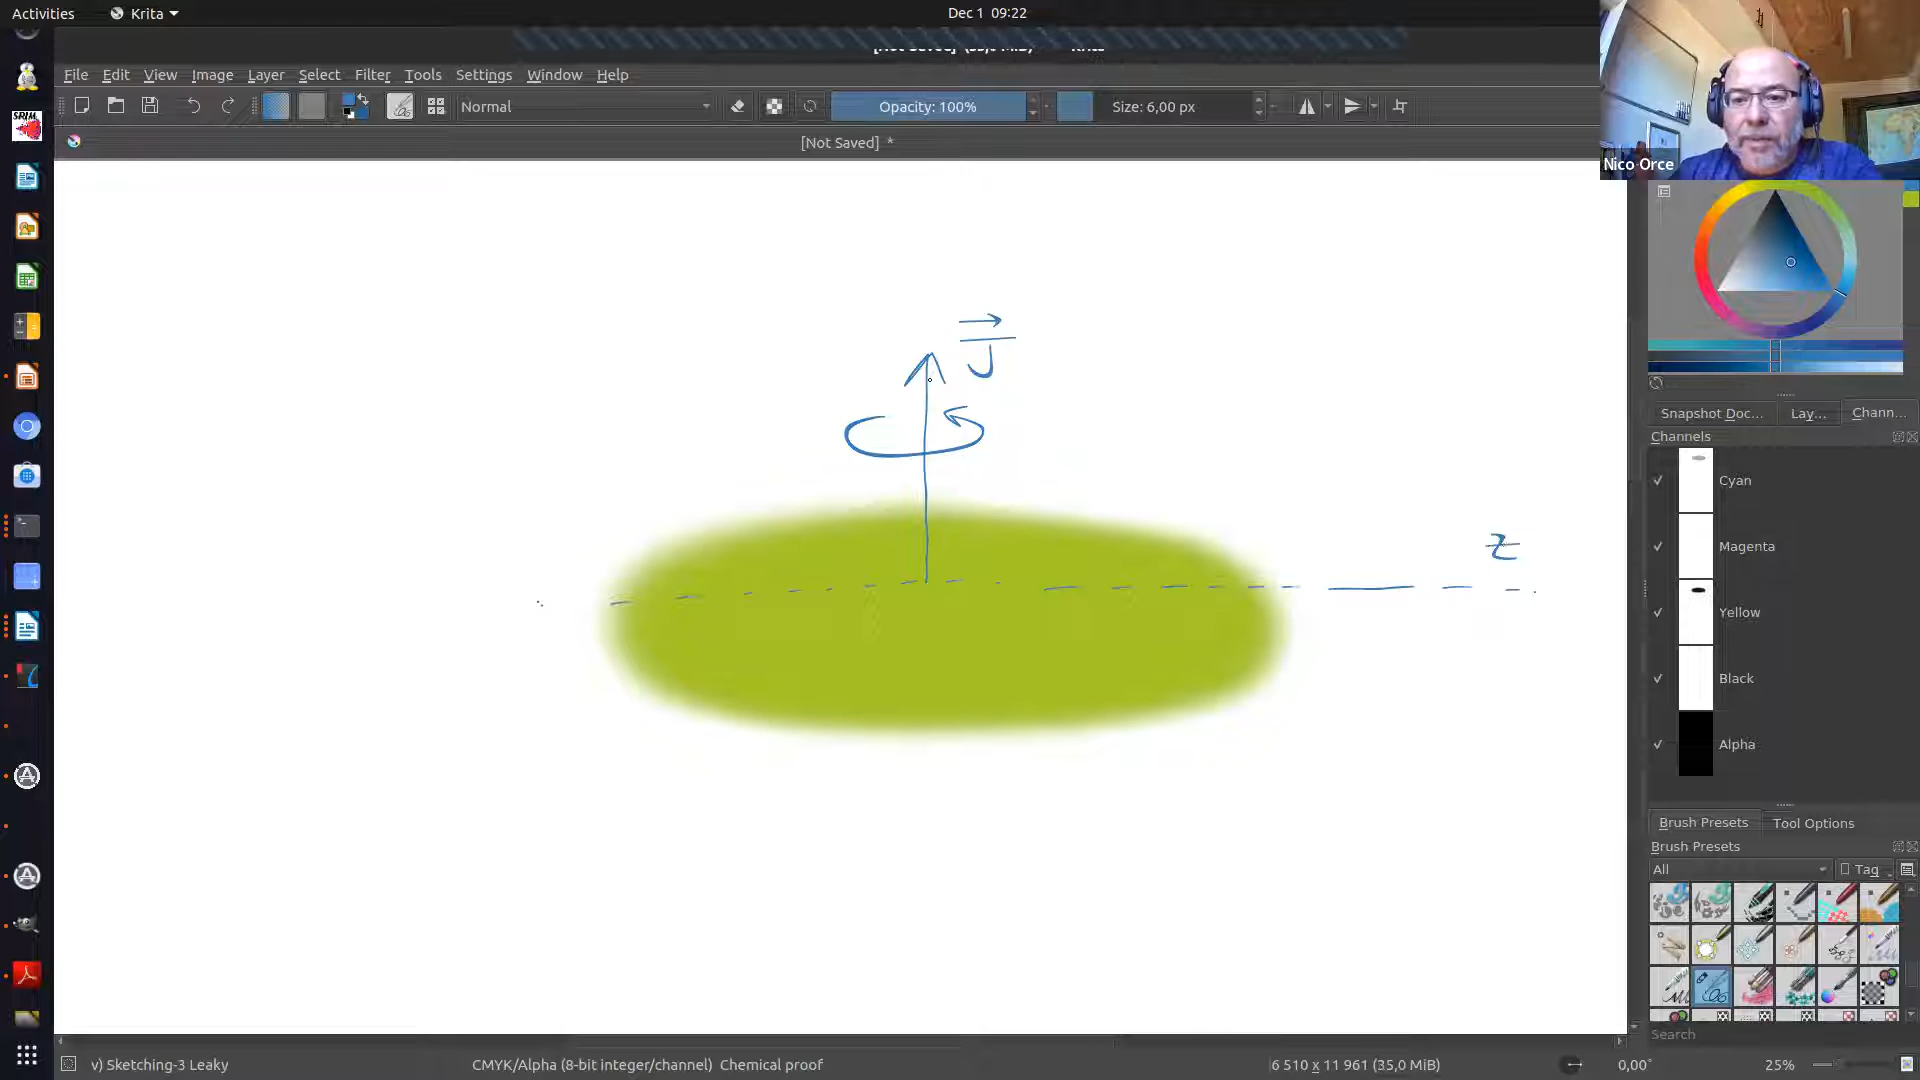 Activities
Krita
Dec 1 09:22
File Edit View Image Layer Select Tools Filter Settings Window Help
Normal
Opacity: 100%
Size: 6,00 px
[Not Saved] *
Nico Orce
SRIM
J
z
Snapshot Doc...
Lay...
Chann...
Channels
Cyan
Magenta
Yellow
Black
Alpha
Brush Presets
Tool Options
Brush Presets
All
Tag
Search
v) Sketching-3 Leaky
CMYK/Alpha (8-bit integer/channel) Chemical proof
6 510 x 11 961 (35,0 MiB)
0,00°
25%